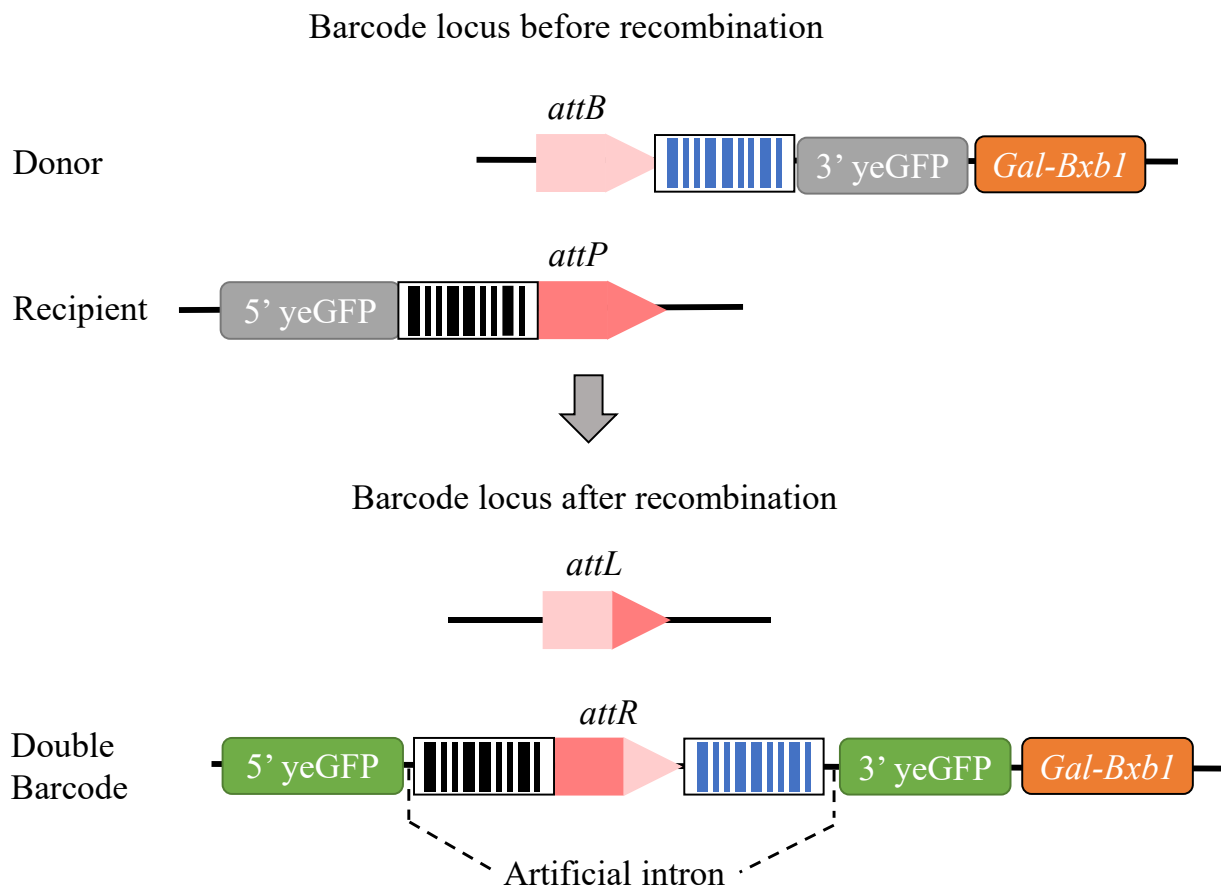 Barcode locus before recombination
attB
Donor
3’ yeGFP
Gal-Bxb1
attP
Recipient
5’ yeGFP
Barcode locus after recombination
attL
attR
Double
Barcode
5’ yeGFP
3’ yeGFP
Gal-Bxb1
Artificial intron